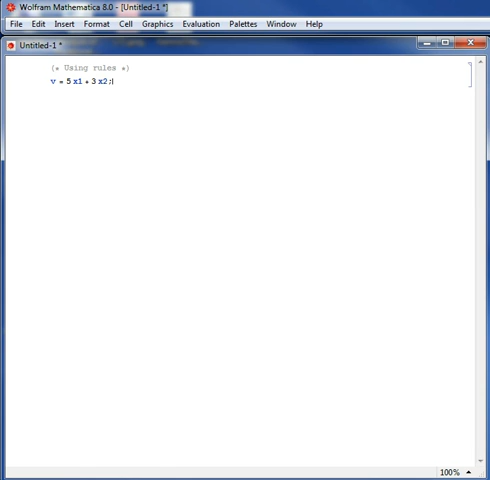 Wolfram Mathematica 8.0 - [Untitled-1 *]
File Edit Insert Format Cell Graphics Evaluation Palettes Window Help
Untitled-1 *
(* Using rules *)
v = 5 x1 + 3 x2;
100%